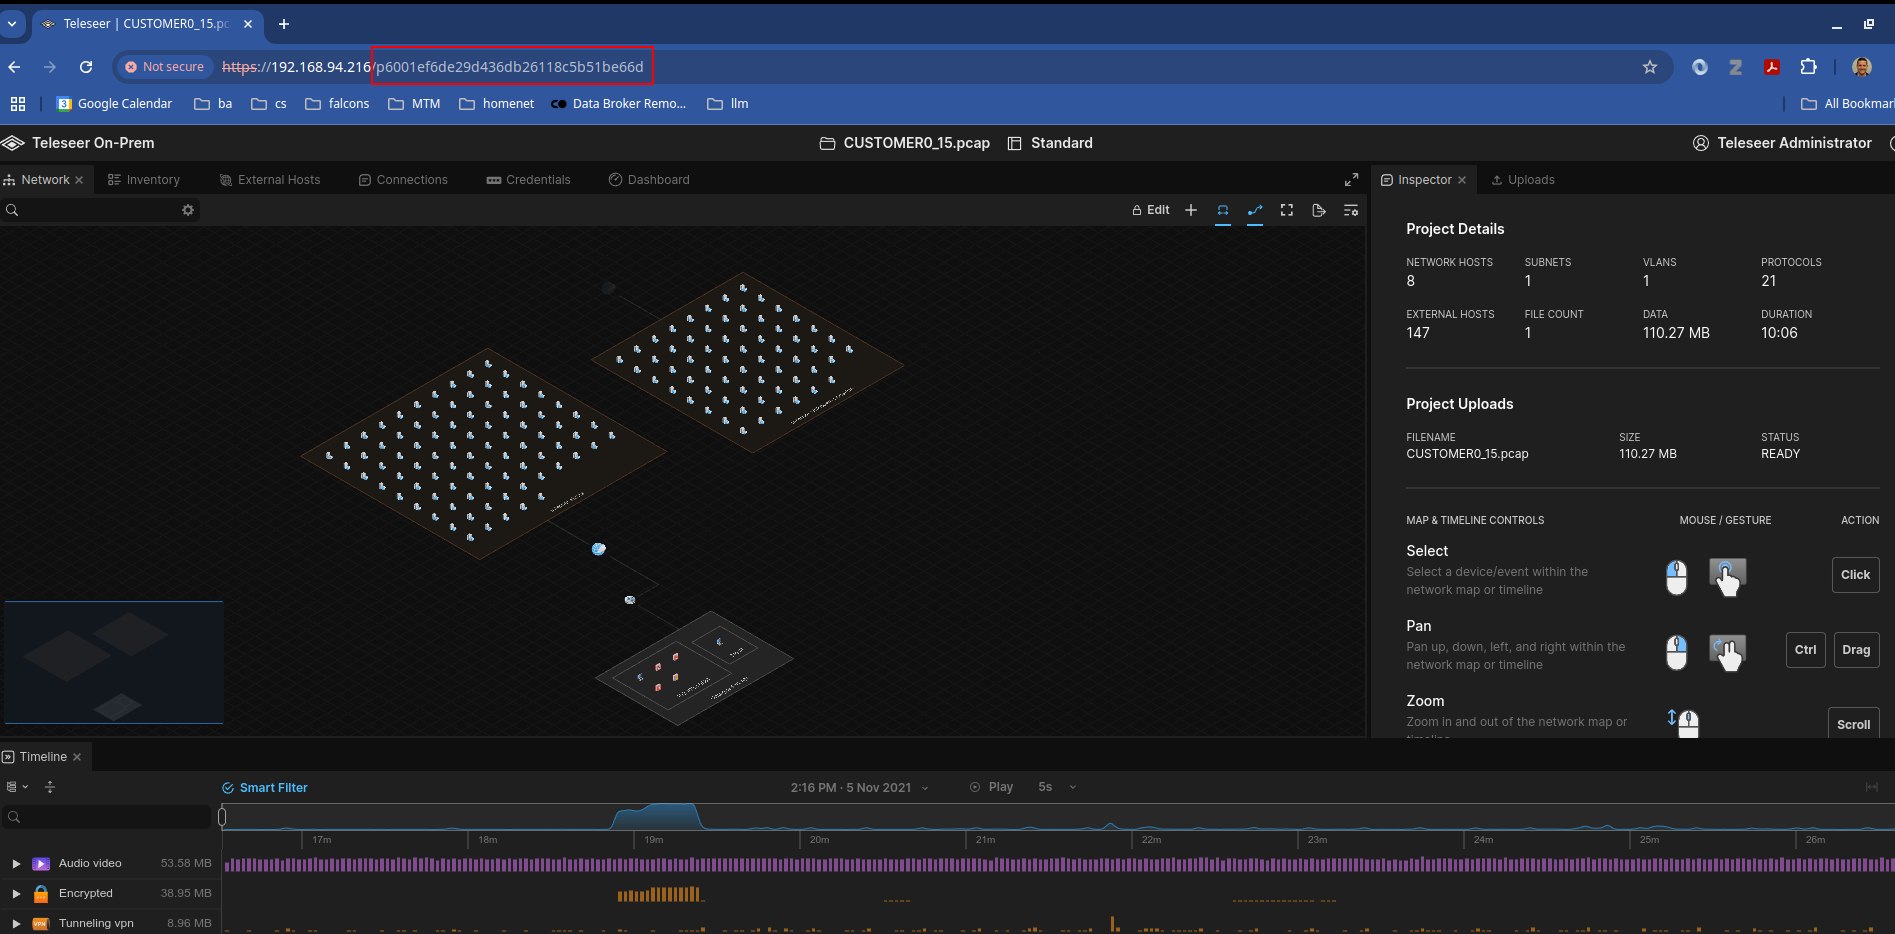 Teleseer | CUSTOMER0_15.pc
Not secure https://192.168.94.216/p6001ef6de29d436db26118c5b51be66d
Google Calendar ba cs falcons MTM homenet Data Broker Remo... llm All Bookmar
Teleseer On-Prem CUSTOMER0_15.pcap Standard Teleseer Administrator
Network Inventory External Hosts Connections Credentials Dashboard Inspector Uploads
Edit
Project Details
NETWORK HOSTS SUBNETS VLANS PROTOCOLS
8 1 1 21
EXTERNAL HOSTS FILE COUNT DATA DURATION
147 1 110.27 MB 10:06
Project Uploads
FILENAME SIZE STATUS
CUSTOMER0_15.pcap 110.27 MB READY
MAP & TIMELINE CONTROLS MOUSE / GESTURE ACTION
Select
Select a device/event within the
network map or timeline
Click
Pan
Pan up, down, left, and right within the
network map or timeline
Ctrl Drag
Zoom
Zoom in and out of the network map or
timeline
Scroll
Timeline
Smart Filter 2:16 PM · 5 Nov 2021 Play 5s
17m 18m 19m 20m 21m 22m 23m 24m 25m 26m
Audio video 53.58 MB
Encrypted 38.95 MB
VPN Tunneling vpn 8.96 MB